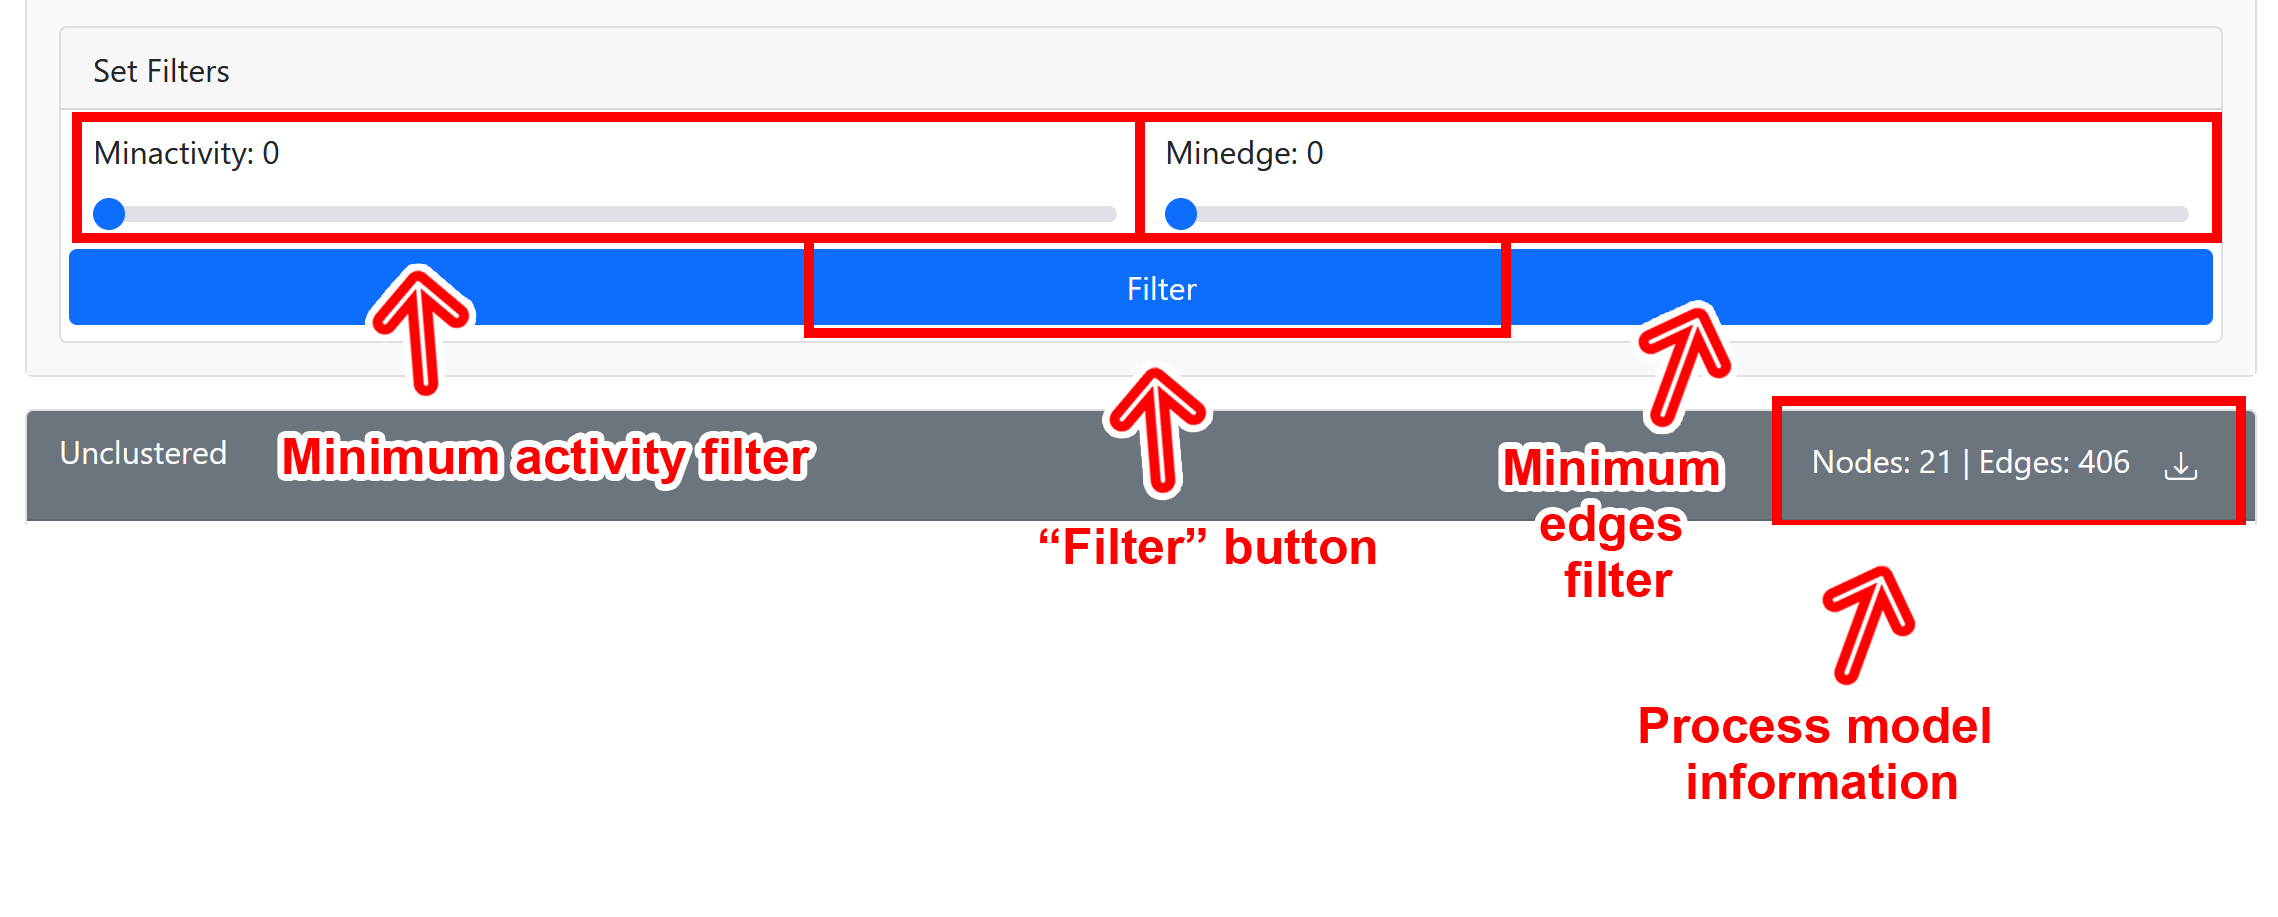 Set Filters
Minactivity: 0
Minedge: 0
Filter
Unclustered
Minimum activity filter
“Filter” button
Minimum
edges
filter
Nodes: 21 | Edges: 406
Process model
information